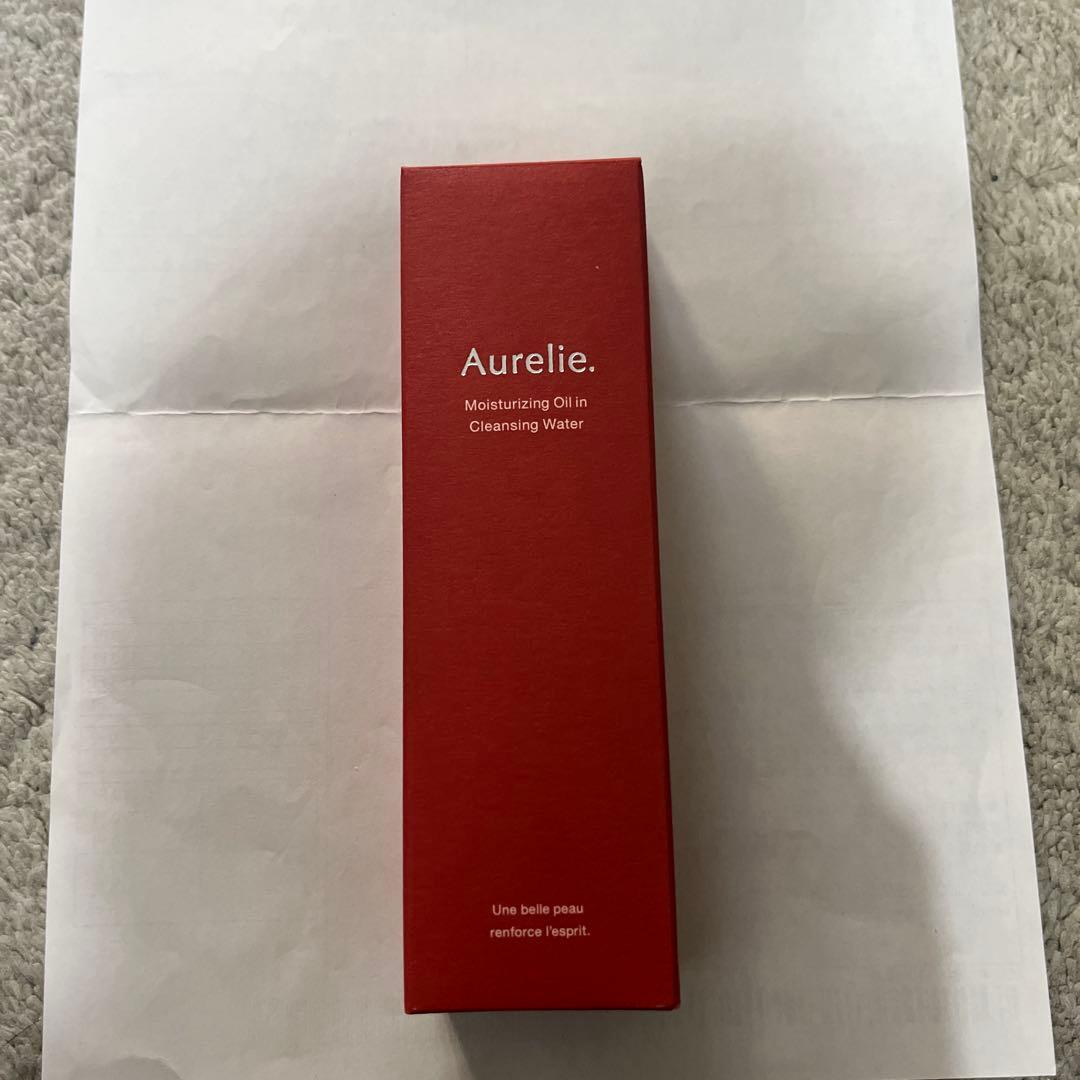 Aurelie.
Moisturizing Oil in
Cleansing Water
Une belle peau
renforce l'esprit.